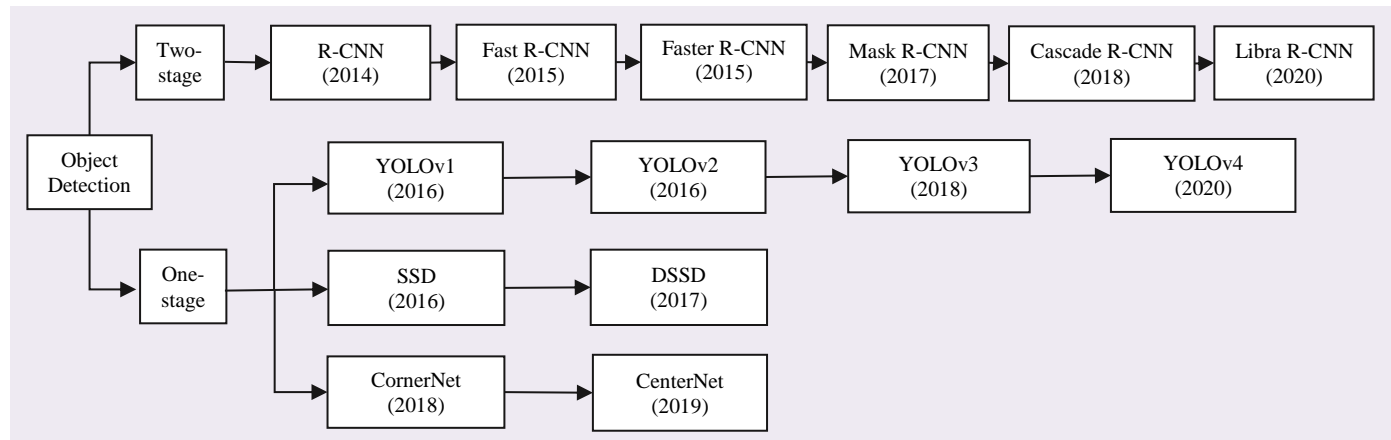 Two-
stage
R-CNN
(2014)
Fast R-CNN
(2015)
Faster R-CNN
(2015)
Mask R-CNN
(2017)
Cascade R-CNN
(2018)
Libra R-CNN
(2020)
Object
Detection
YOLOv1
(2016)
YOLOv2
(2016)
YOLOv3
(2018)
YOLOv4
(2020)
One-
stage
SSD
(2016)
DSSD
(2017)
CornerNet
(2018)
CenterNet
(2019)